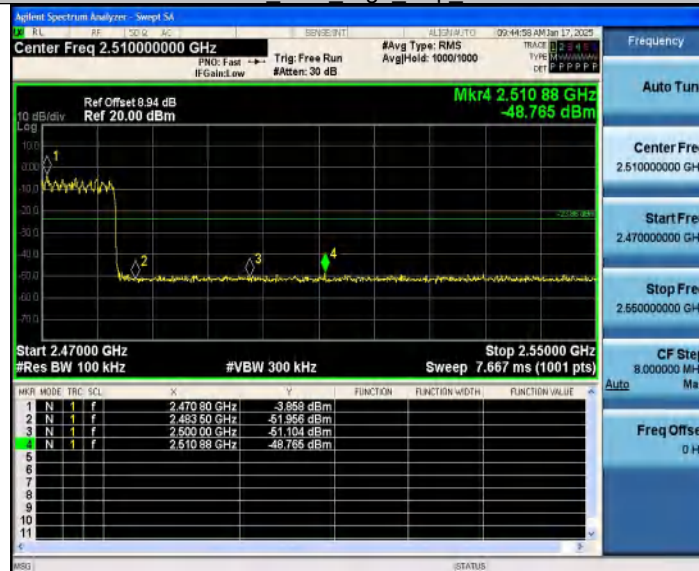 Agilent Spectrum Analyzer - Swept SA
RL RF 50 Ω AC SENSE:INT ALIGN AUTO 09:44:58 AM Jan 17, 2025
Center Freq 2.510000000 GHz
#Avg Type: RMS
TRACE 1 2 3 4 5 6
PNO: Fast Trig: Free Run Avg|Hold: 1000/1000
TYPE
IFGain:Low #Atten: 30 dB
DET P P P P P P
Ref Offset 8.94 dB
10 dB/div Ref 20.00 dBm
Mkr4 2.510 88 GHz
-48.765 dBm
Log
10.0
0.00
-10.0
-20.0
-30.0
-40.0
-50.0
-60.0
-70.0
1
2
3
4
Start 2.47000 GHz Stop 2.55000 GHz
#Res BW 100 kHz #VBW 300 kHz Sweep 7.667 ms (1001 pts)
MKR MODE TRC SCL X Y FUNCTION FUNCTION WIDTH FUNCTION VALUE
1 N 1 f 2.470 80 GHz -3.858 dBm
2 N 1 f 2.483 50 GHz -51.956 dBm
3 N 1 f 2.500 00 GHz -51.104 dBm
4 N 1 f 2.510 88 GHz -48.765 dBm
5
6
7
8
9
10
11
MSG STATUS
Frequency
Auto Tun
Center Fre
2.510000000 GH
Start Fre
2.470000000 GH
Stop Fre
2.550000000 GH
CF Ste
8.000000 MH
Auto Ma
Freq Offse
0 H